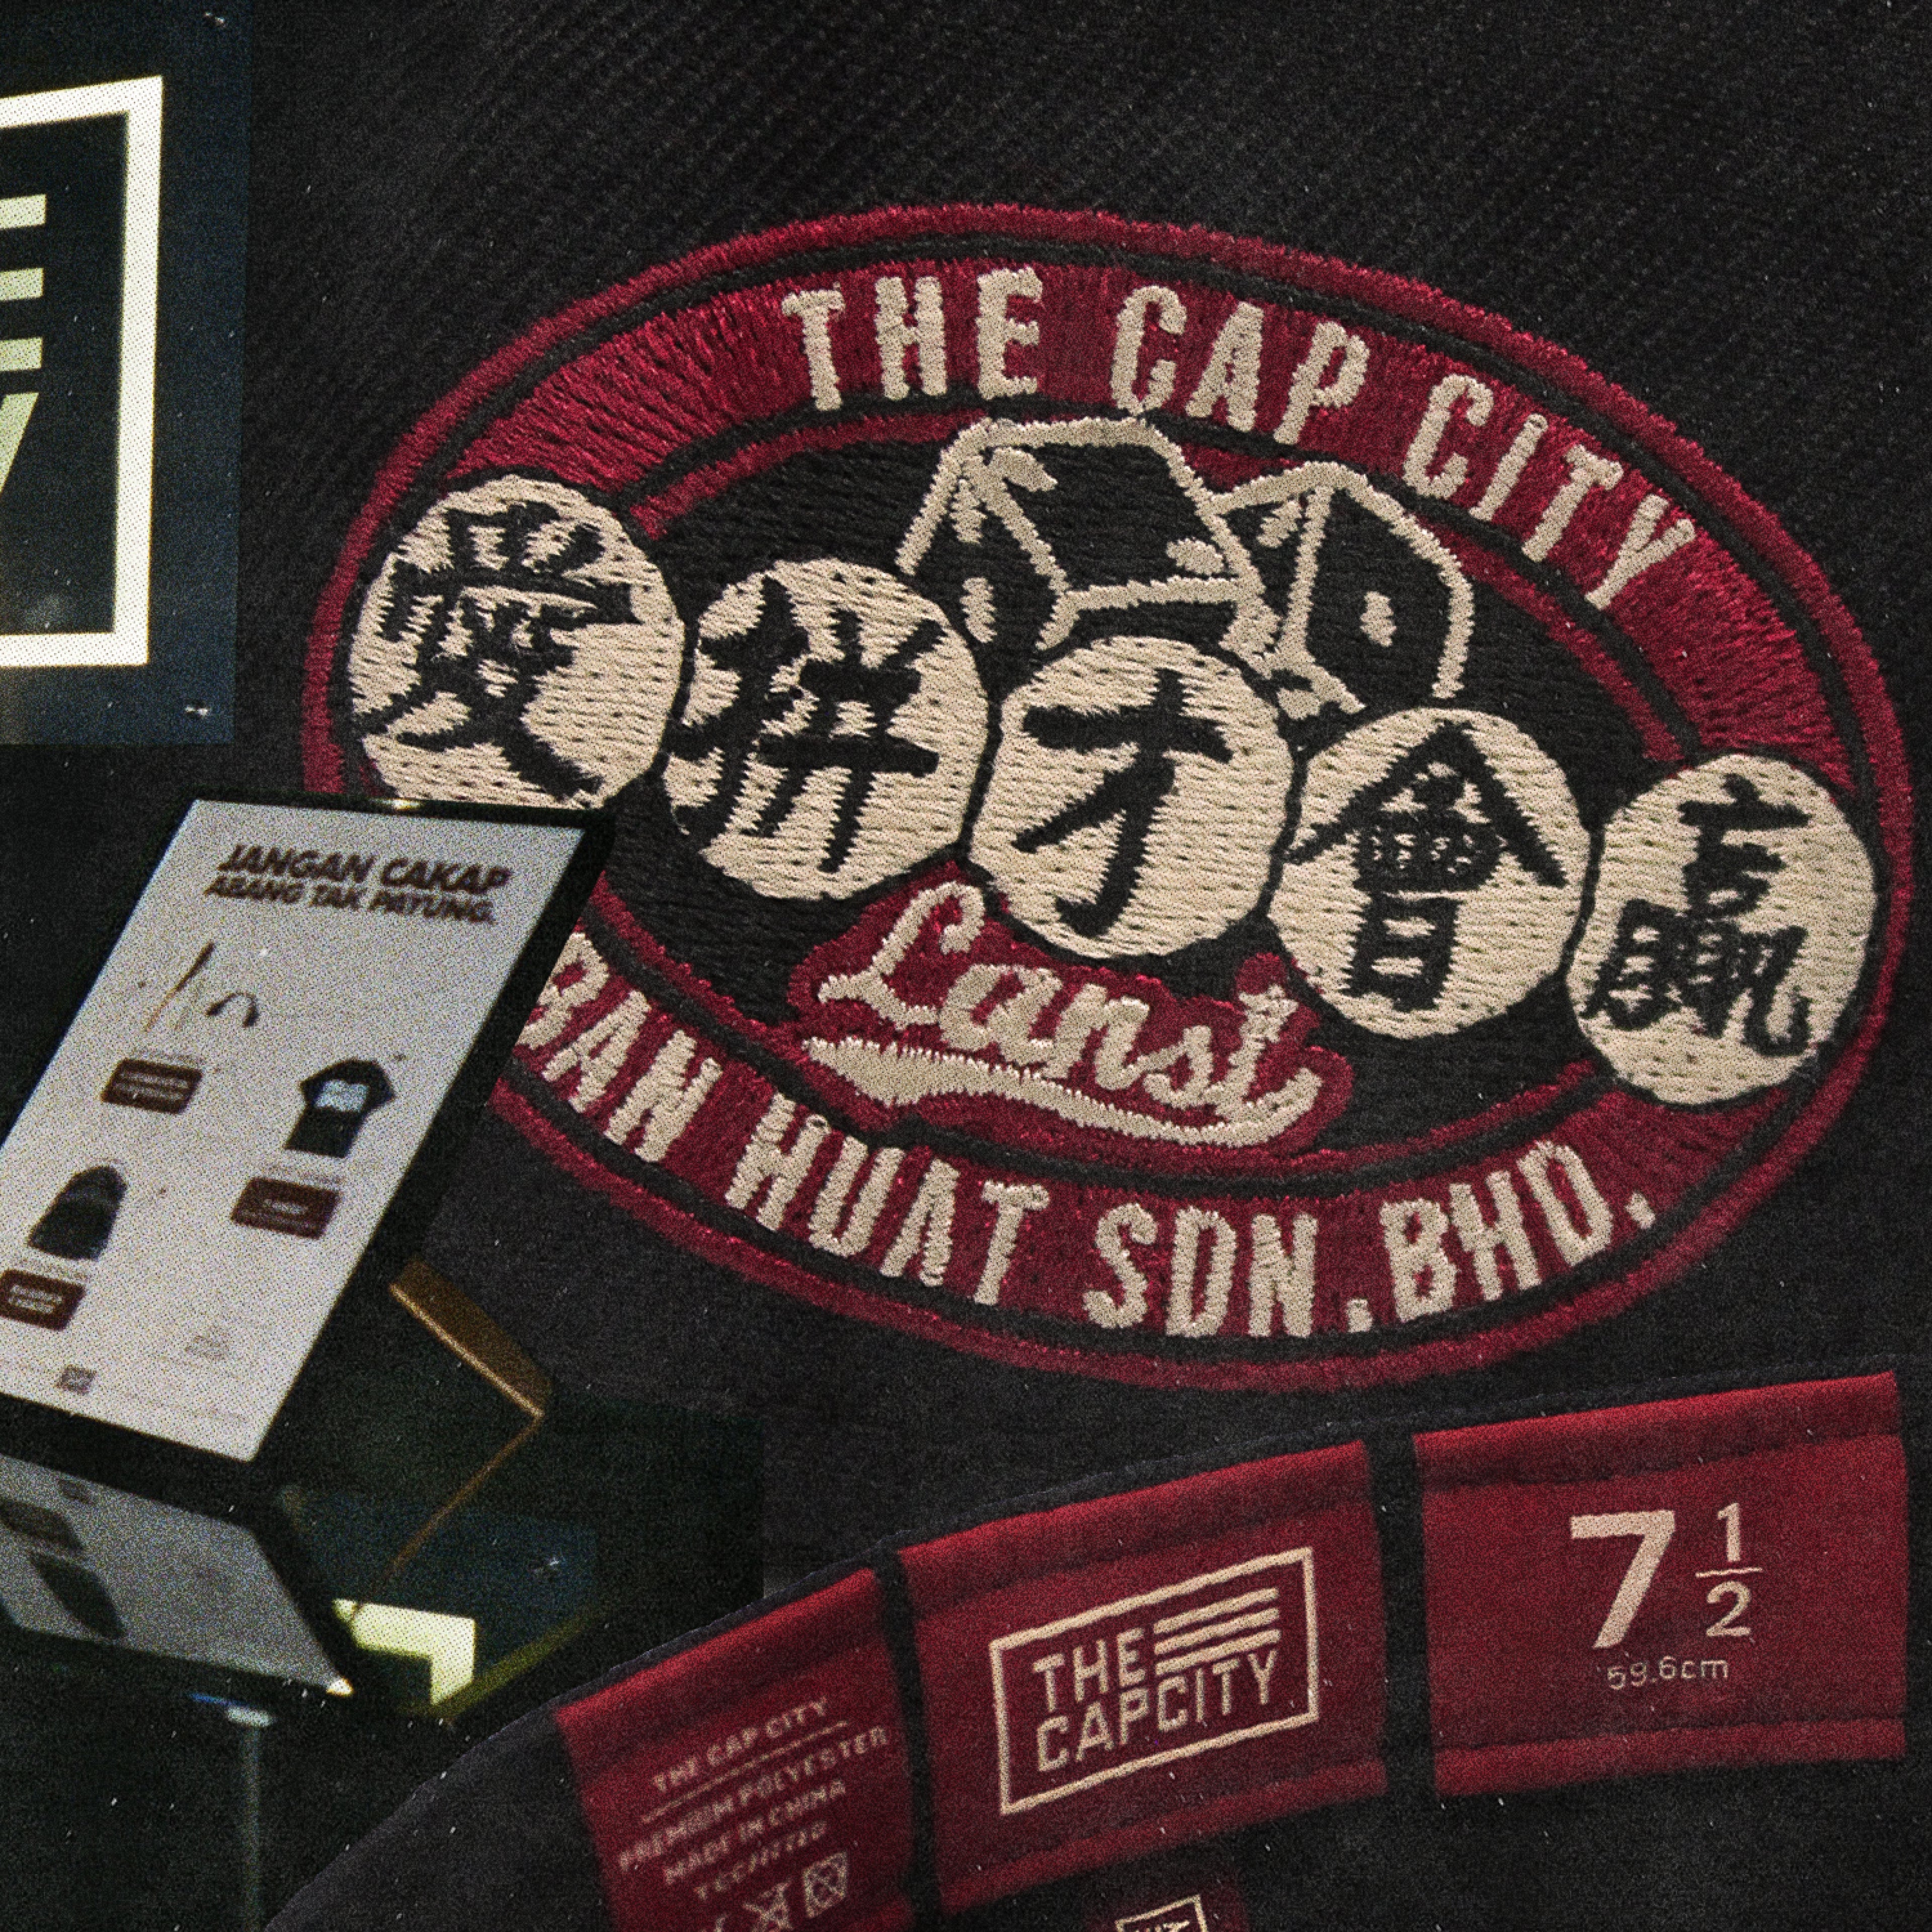 THE CAP CITY
愛拼才會贏
Lansi
BAN HUAT SDN.BHD.
JANGAN CAKAP
ABANG TAK PAYUNG.
THE CAP CITY
PREMIUM POLYESTER
MADE IN CHINA
THE
CAPCITY
7 1/2
59.6cm